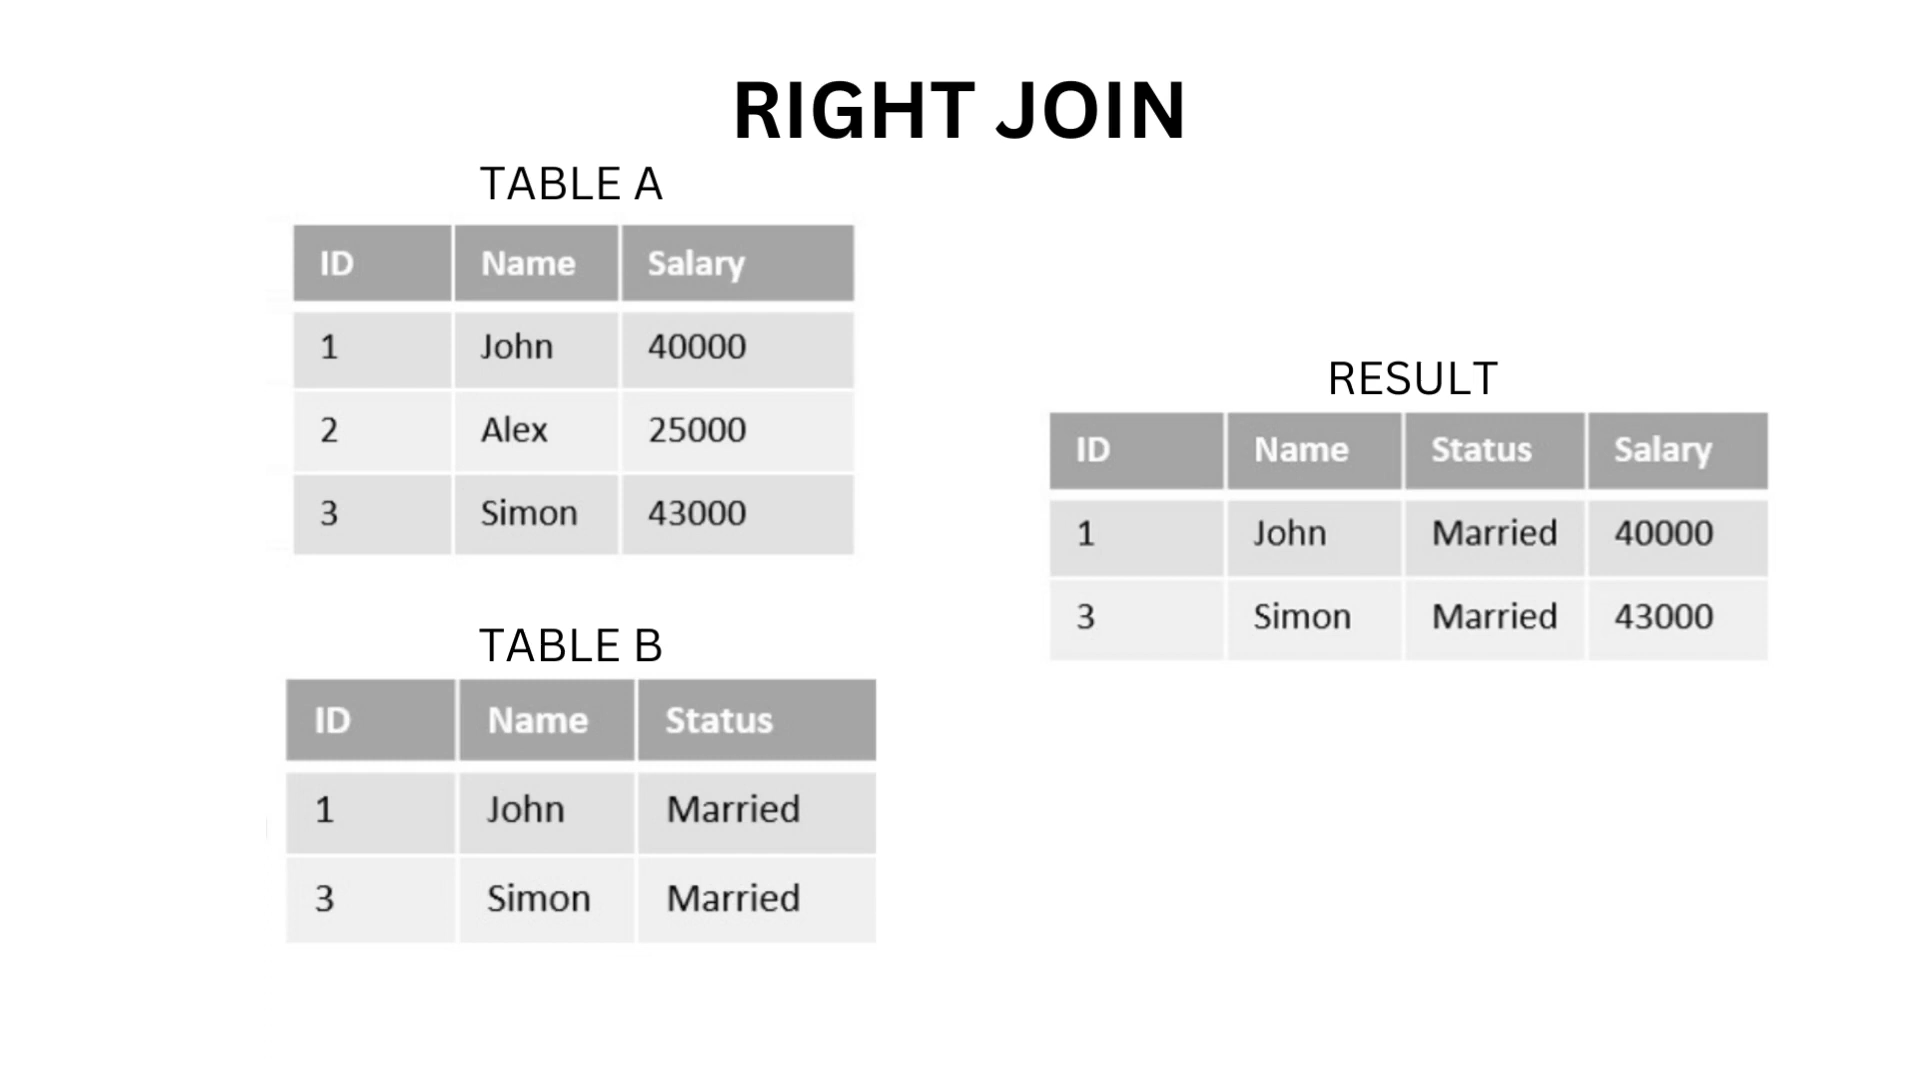 RIGHT JOIN
TABLE A
ID Name Salary
1 John 40000
2 Alex 25000
3 Simon 43000
TABLE B
ID Name Status
1 John Married
3 Simon Married
RESULT
ID Name Status Salary
1 John Married 40000
3 Simon Married 43000